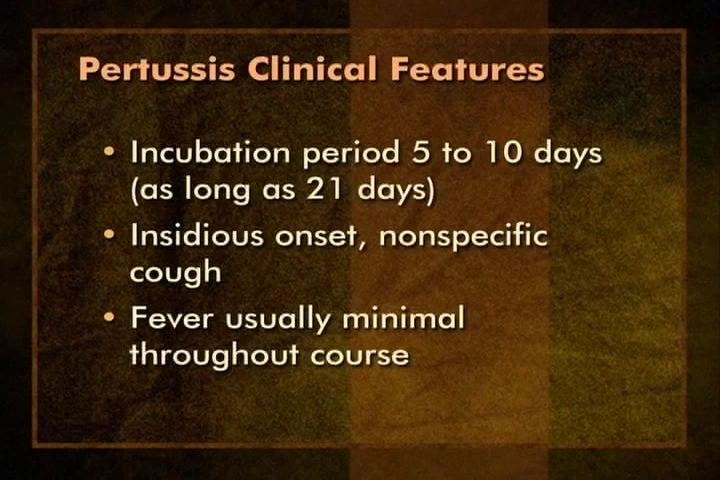 Pertussis Clinical Features
• Incubation period 5 to 10 days
(as long as 21 days)
• Insidious onset, nonspecific
cough
• Fever usually minimal
throughout course